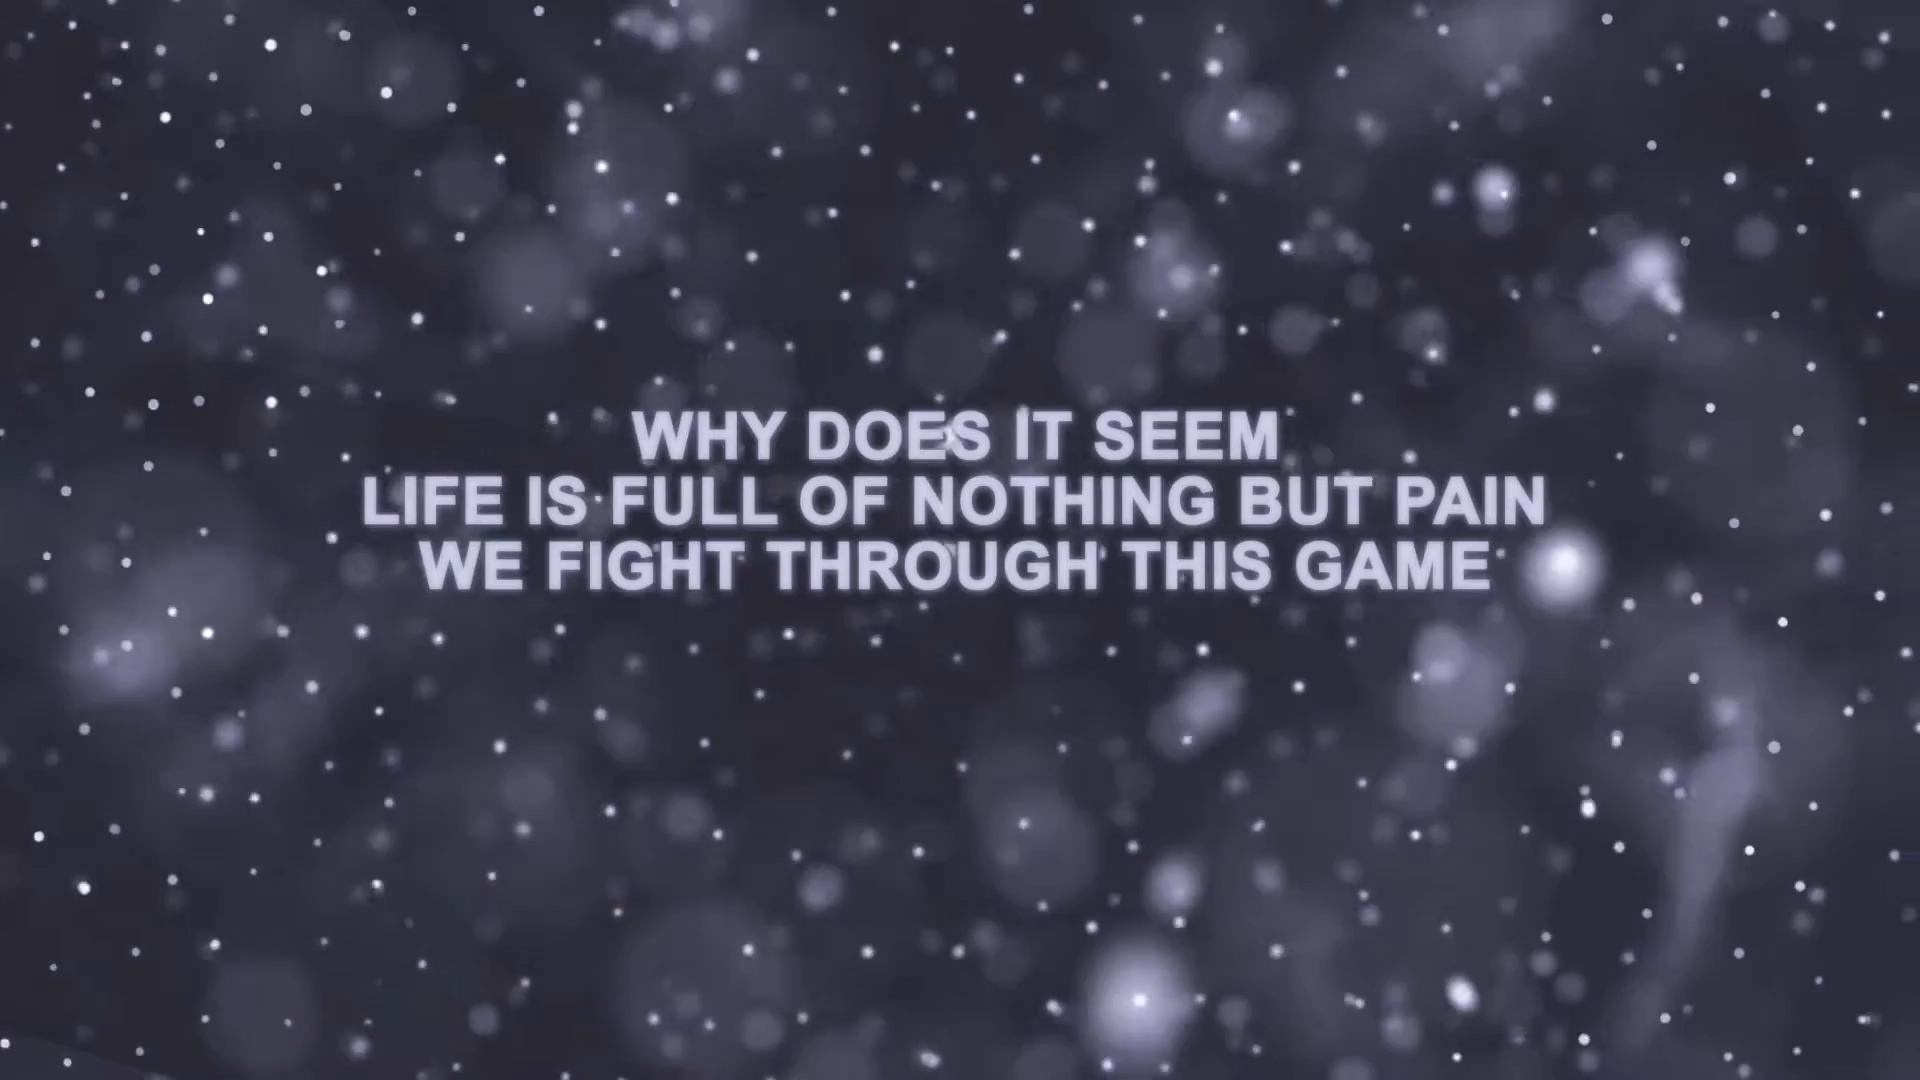 WHY DOES IT SEEM
LIFE IS FULL OF NOTHING BUT PAIN
WE FIGHT THROUGH THIS GAME